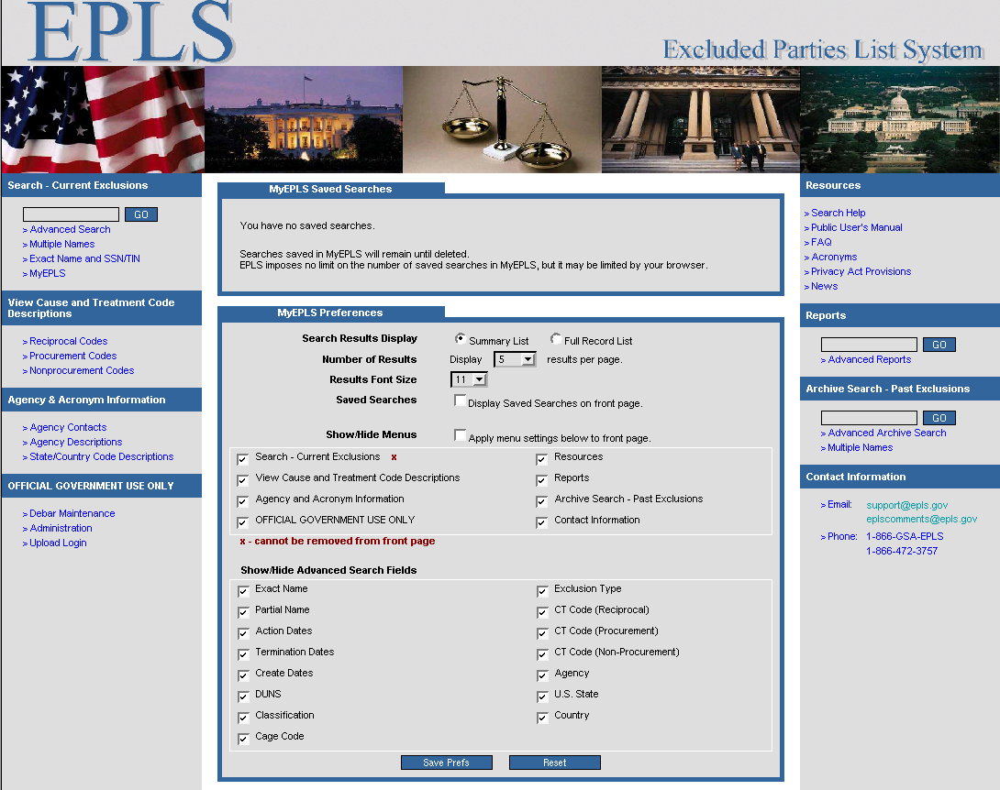 EPLS
Excluded Parties List System
Search - Current Exclusions
GO
> Advanced Search
> Multiple Names
> Exact Name and SSN/TIN
> MyEPLS
View Cause and Treatment Code
Descriptions
> Reciprocal Codes
> Procurement Codes
> Nonprocurement Codes
Agency & Acronym Information
> Agency Contacts
> Agency Descriptions
> State/Country Code Descriptions
OFFICIAL GOVERNMENT USE ONLY
> Debar Maintenance
> Administration
> Upload Login
MyEPLS Saved Searches
You have no saved searches.
Searches saved in MyEPLS will remain until deleted.
EPLS imposes no limit on the number of saved searches in MyEPLS, but it may be limited by your browser.
MyEPLS Preferences
Search Results Display Summary List Full Record List
Number of Results Display 5 results per page.
Results Font Size 11
Saved Searches Display Saved Searches on front page.
Show/Hide Menus Apply menu settings below to front page.
Search - Current Exclusions x Resources
View Cause and Treatment Code Descriptions Reports
Agency and Acronym Information Archive Search - Past Exclusions
OFFICIAL GOVERNMENT USE ONLY Contact Information
x - cannot be removed from front page
Show/Hide Advanced Search Fields
Exact Name Exclusion Type
Partial Name CT Code (Reciprocal)
Action Dates CT Code (Procurement)
Termination Dates CT Code (Non-Procurement)
Create Dates Agency
DUNS U.S. State
Classification Country
Cage Code
Save Prefs Reset
Resources
> Search Help
> Public User's Manual
> FAQ
> Acronyms
> Privacy Act Provisions
> News
Reports
GO
> Advanced Reports
Archive Search - Past Exclusions
GO
> Advanced Archive Search
> Multiple Names
Contact Information
> Email: support@epls.gov
eplscomments@epls.gov
> Phone: 1-866-GSA-EPLS
1-866-472-3757